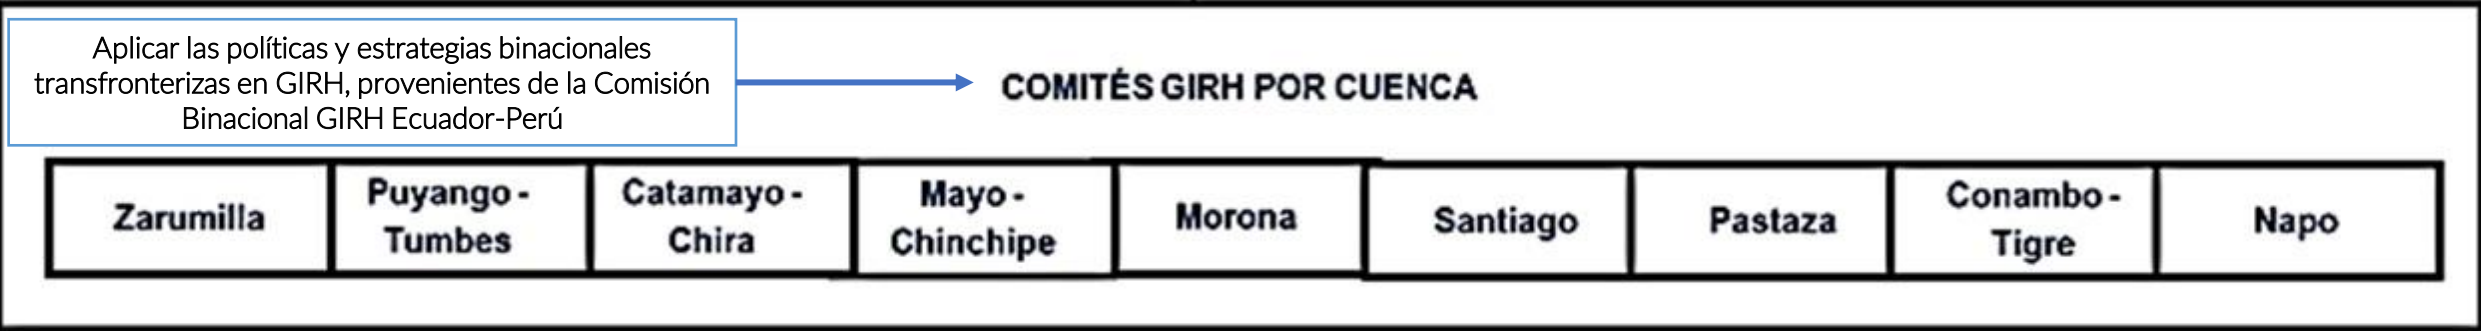 Aplicar las políticas y estrategias binacionales
transfronterizas en GIRH, provenientes de la Comisión
Binacional GIRH Ecuador-Perú
COMITÉS GIRH POR CUENCA
Zarumilla
Puyango -
Tumbes
Catamayo -
Chira
Mayo -
Chinchipe
Morona
Santiago
Pastaza
Conambo -
Tigre
Napo